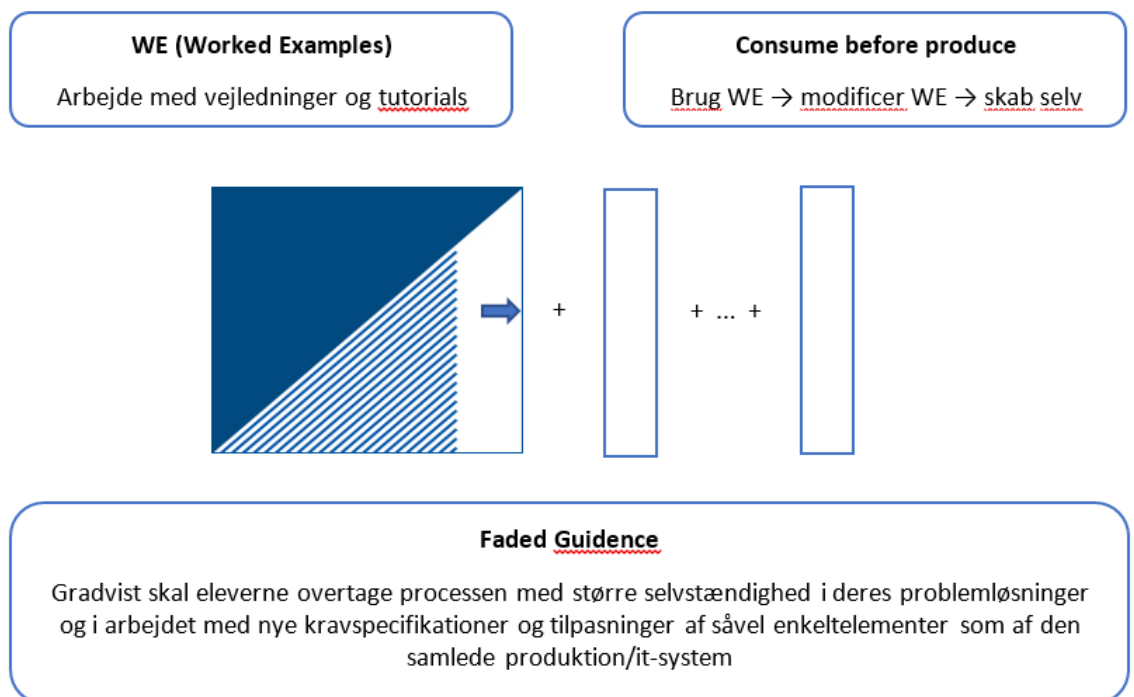 WE (Worked Examples)
Arbejde med vejledninger og tutorials
Consume before produce
Brug WE → modificer WE → skab selv
+
+ ... +
Faded Guidence
Gradvist skal eleverne overtage processen med større selvstændighed i deres problemløsninger
og i arbejdet med nye kravspecifikationer og tilpasninger af såvel enkeltelementer som af den
samlede produktion/it-system